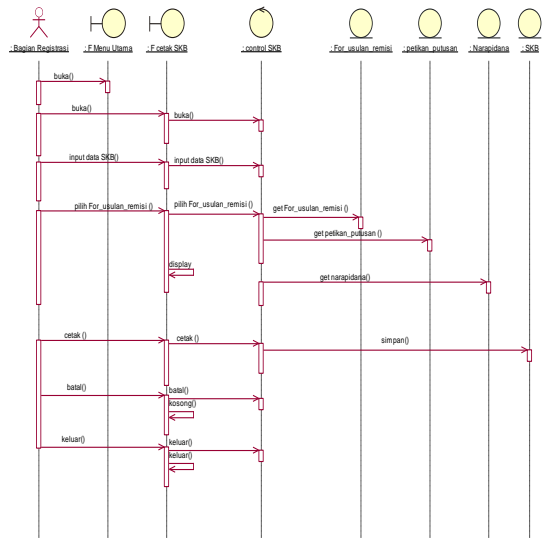 : Bagian Registrasi
: F Menu Utama
: F cetak SKB
: control SKB
: For_usulan_remisi
: petikan_putusan
: Narapidana
: SKB
buka()
buka()
buka()
input data SKB()
input data SKB()
pilih For_usulan_remisi ()
pilih For_usulan_remisi ()
get For_usulan_remisi ()
get petikan_putusan ()
display
get narapidana()
cetak ()
cetak ()
simpan()
batal()
batal()
kosong()
keluar()
keluar()
keluar()